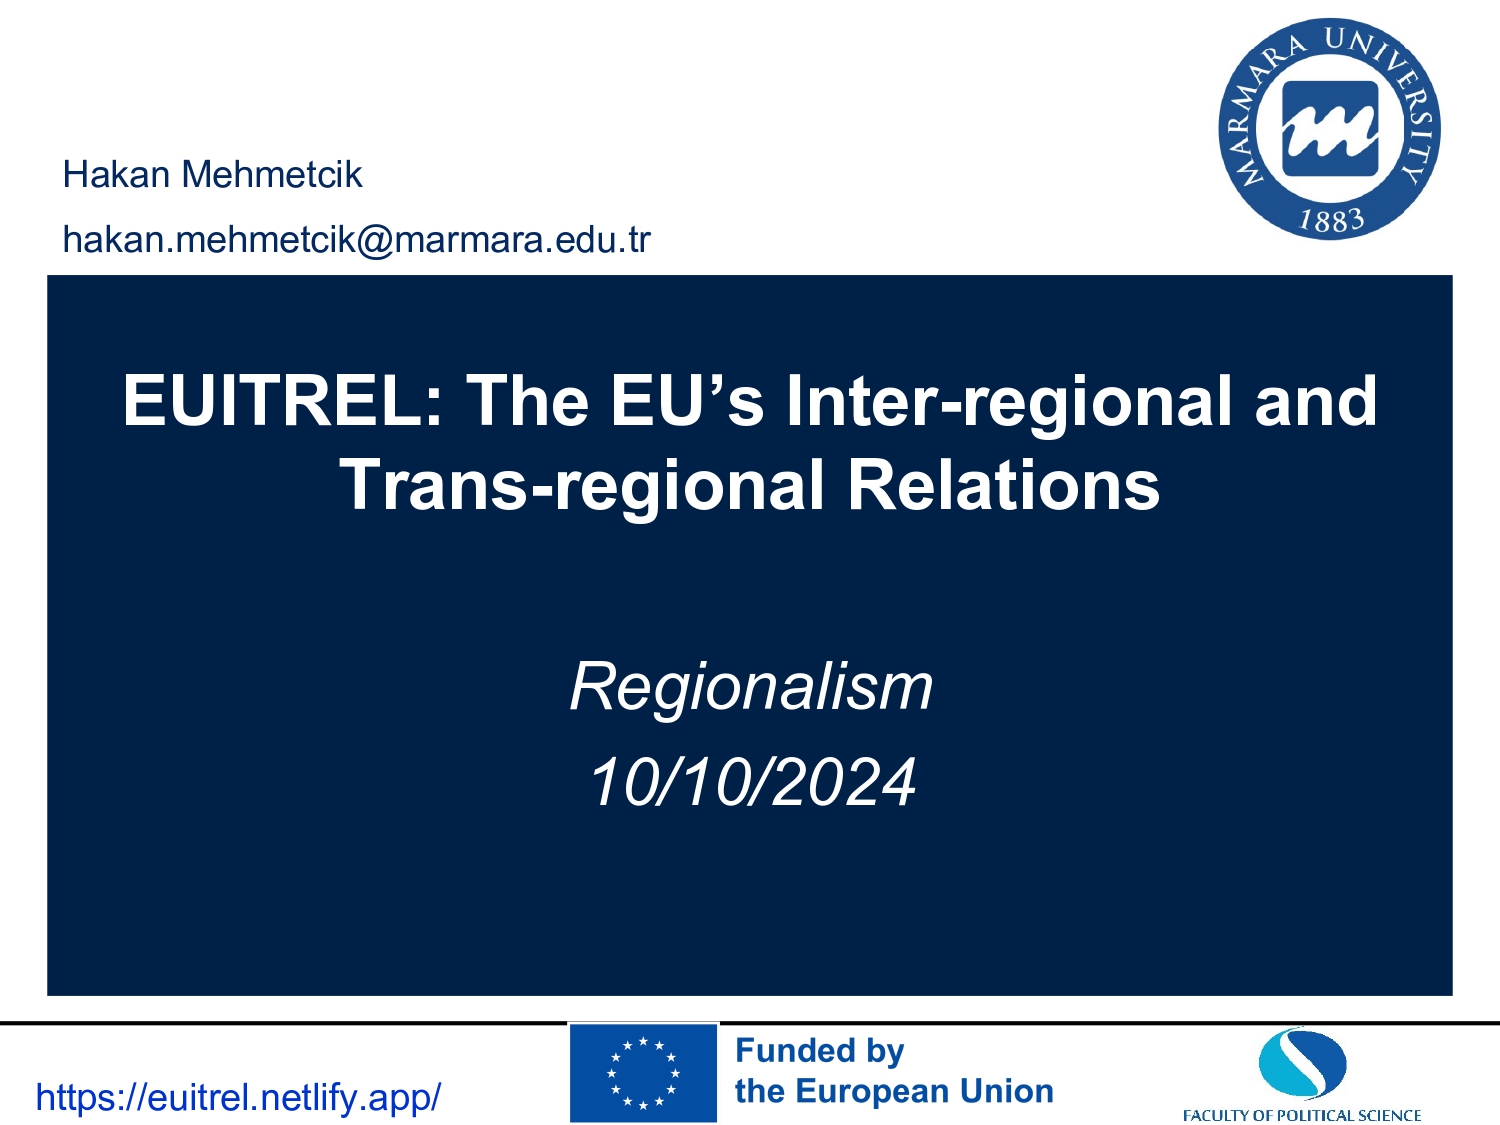 MARMARA UNIVERSITY
1883
Hakan Mehmetcik
hakan.mehmetcik@marmara.edu.tr
EUITREL: The EU’s Inter-regional and
Trans-regional Relations
Regionalism
10/10/2024
https://euitrel.netlify.app/
Funded by
the European Union
FACULTY OF POLITICAL SCIENCE